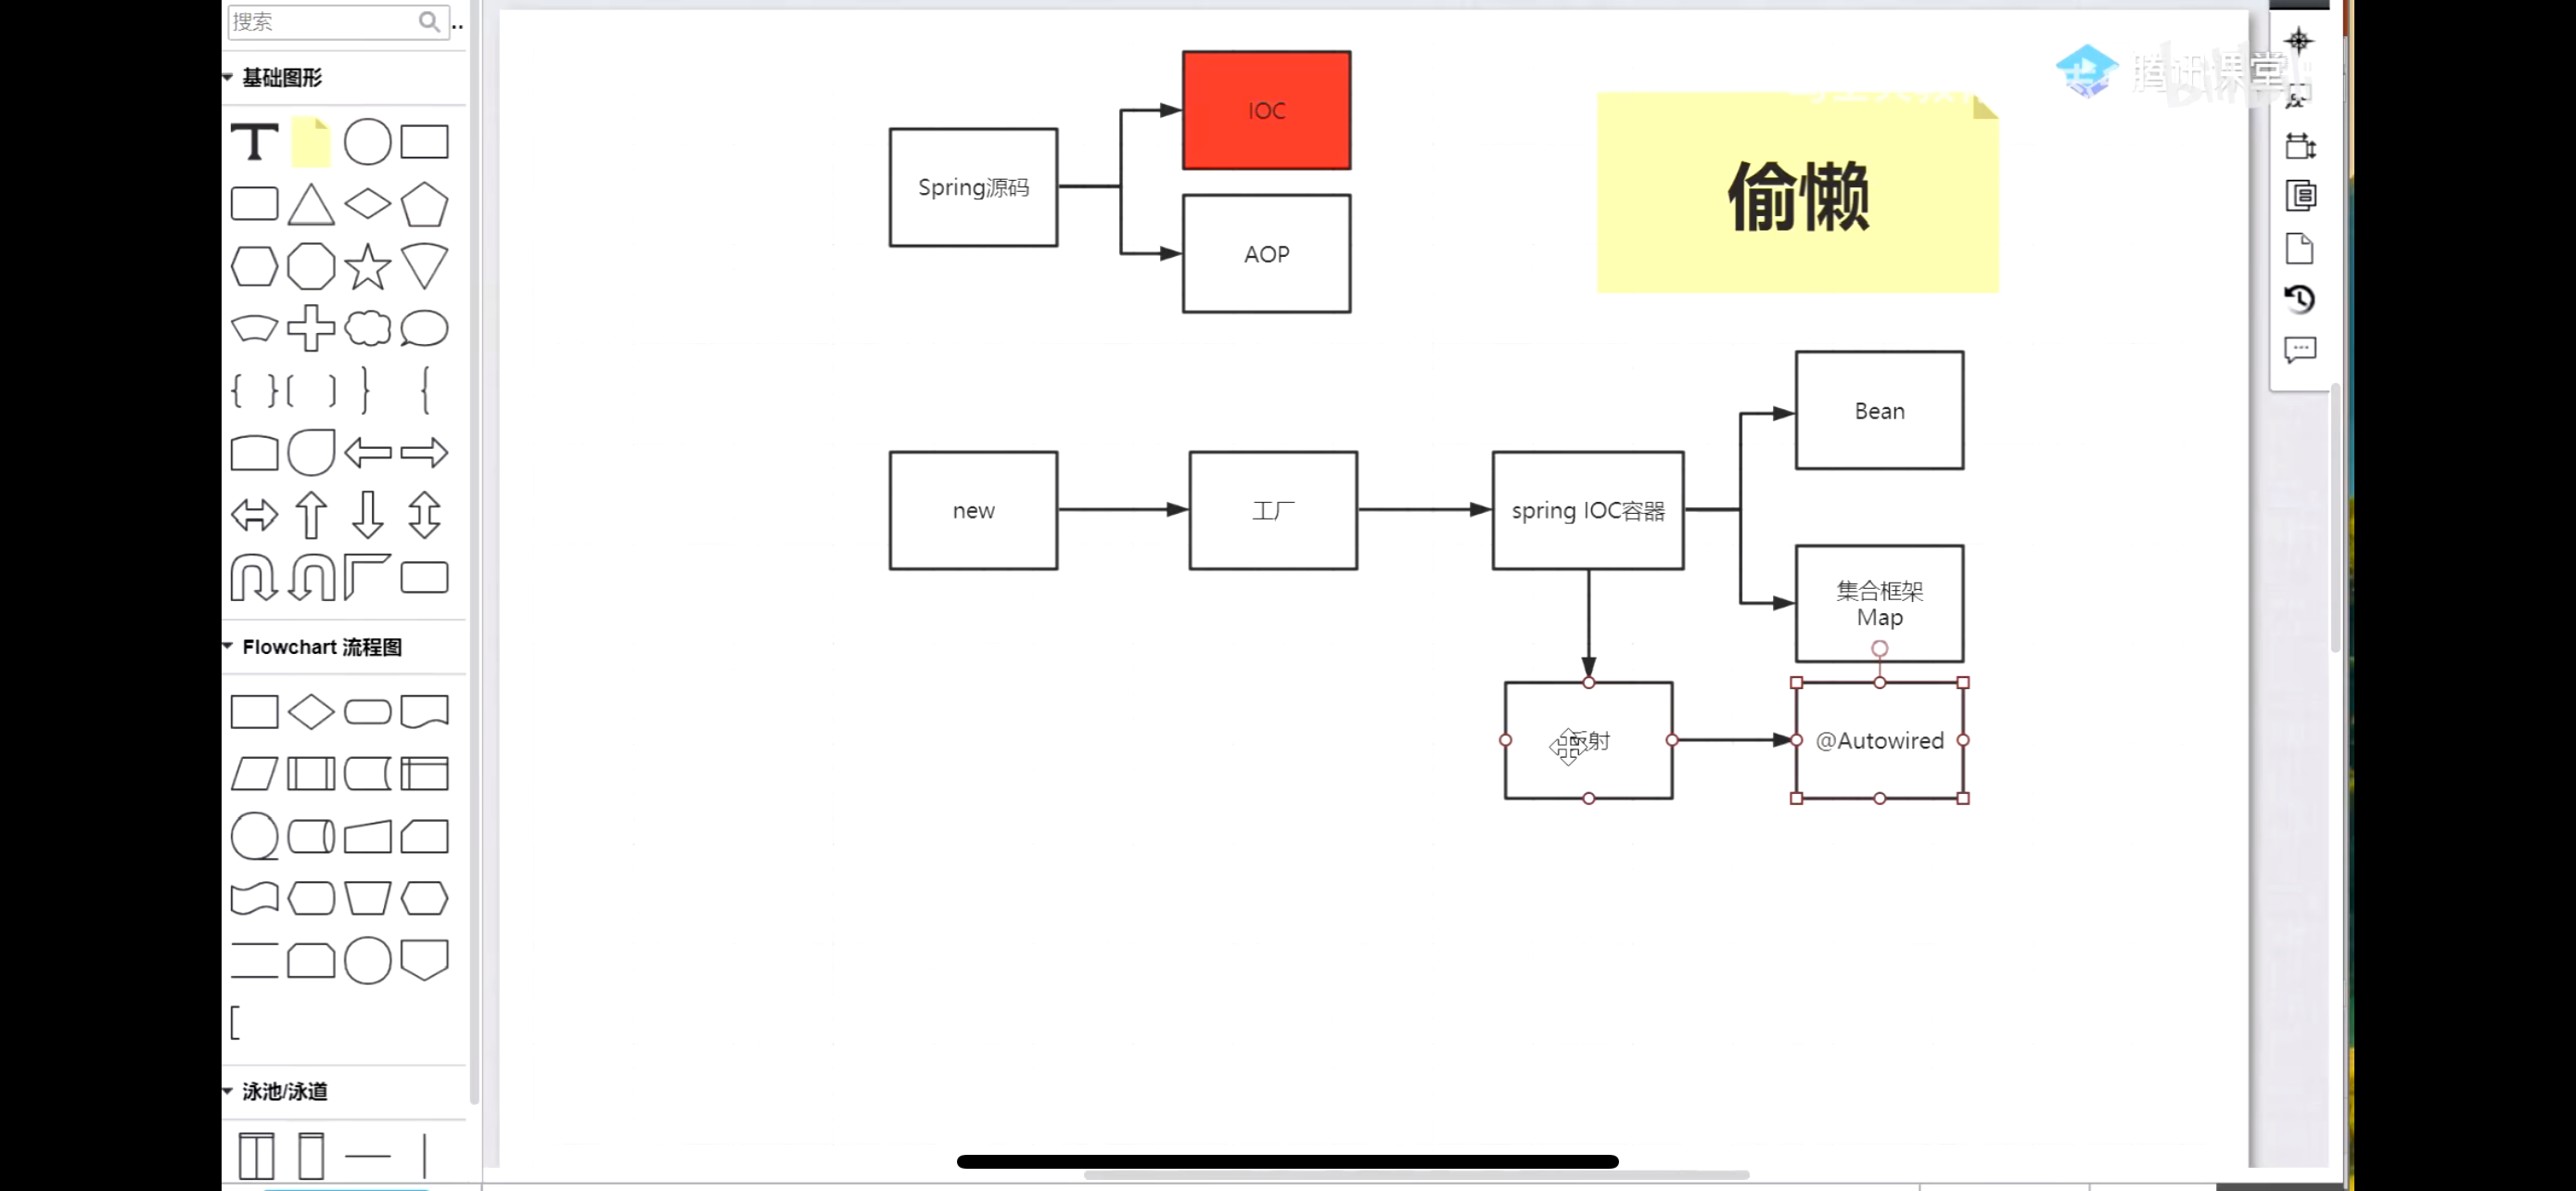 搜索
基础图形
Flowchart 流程图
泳池/泳道
Spring源码
IOC
AOP
偷懒
new
工厂
spring IOC容器
Bean
集合框架
Map
射
@Autowired
腾讯课堂
bilibili